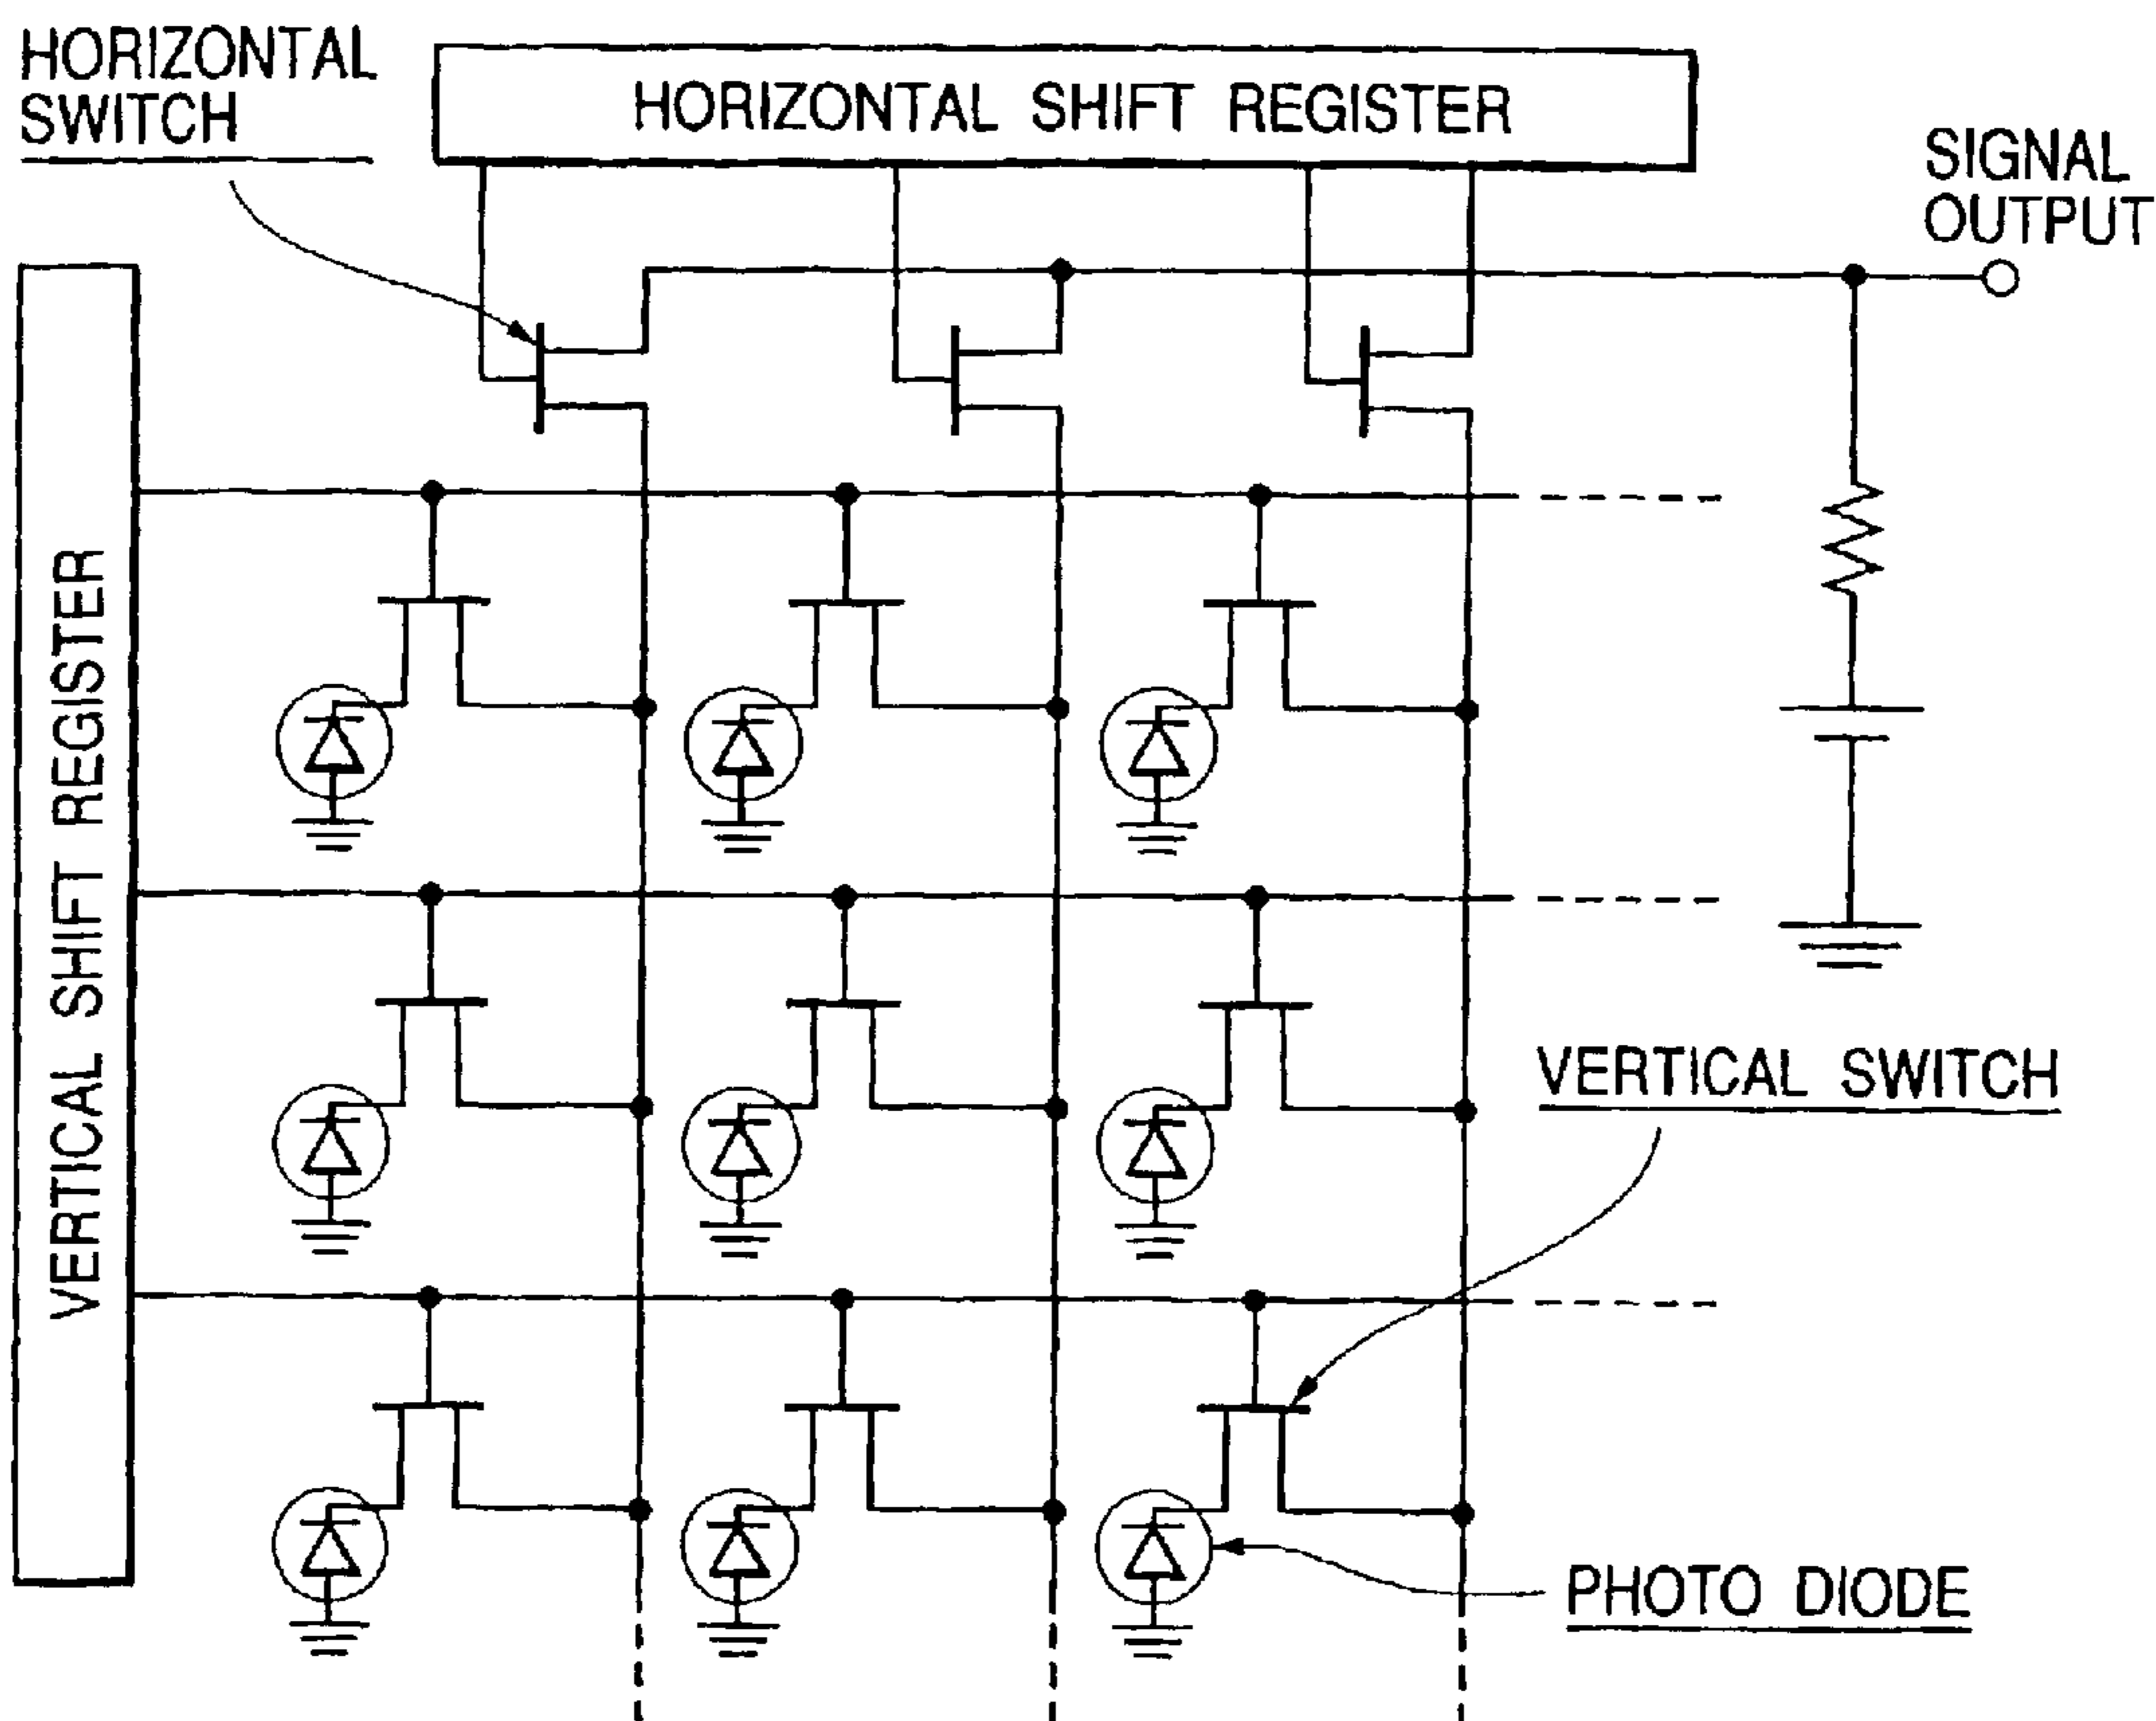 HORIZONTAL
SWITCH
HORIZONTAL SHIFT REGISTER
SIGNAL
OUTPUT
VERTICAL SHIFT REGISTER
VERTICAL SWITCH
PHOTO DIODE